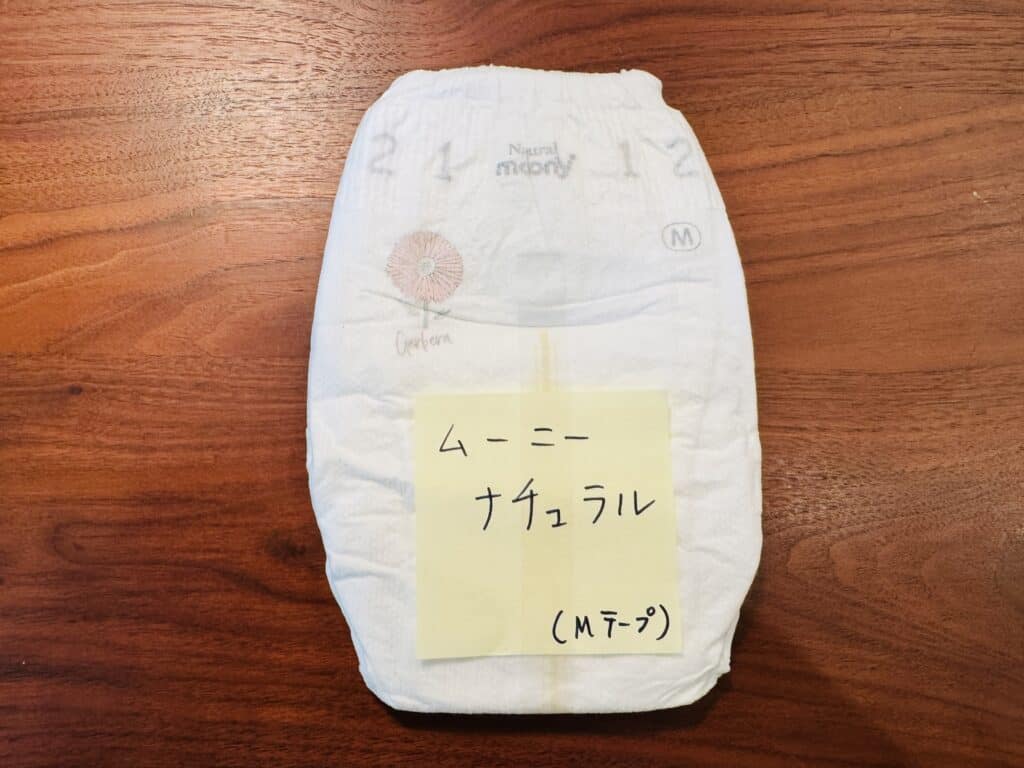 Natural
moony
2 1 1 2
M
Gerbera
ムーニー
ナチュラル
(Mテープ)